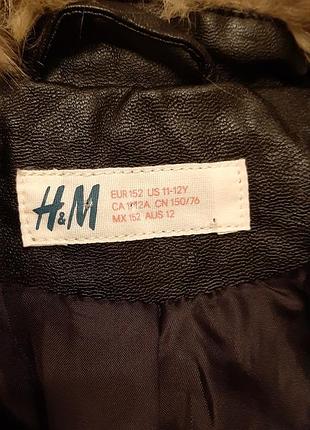 H&M
EUR 152 US 11-12Y
CA 11-12A CN 150/76
MX 152 AUS 12